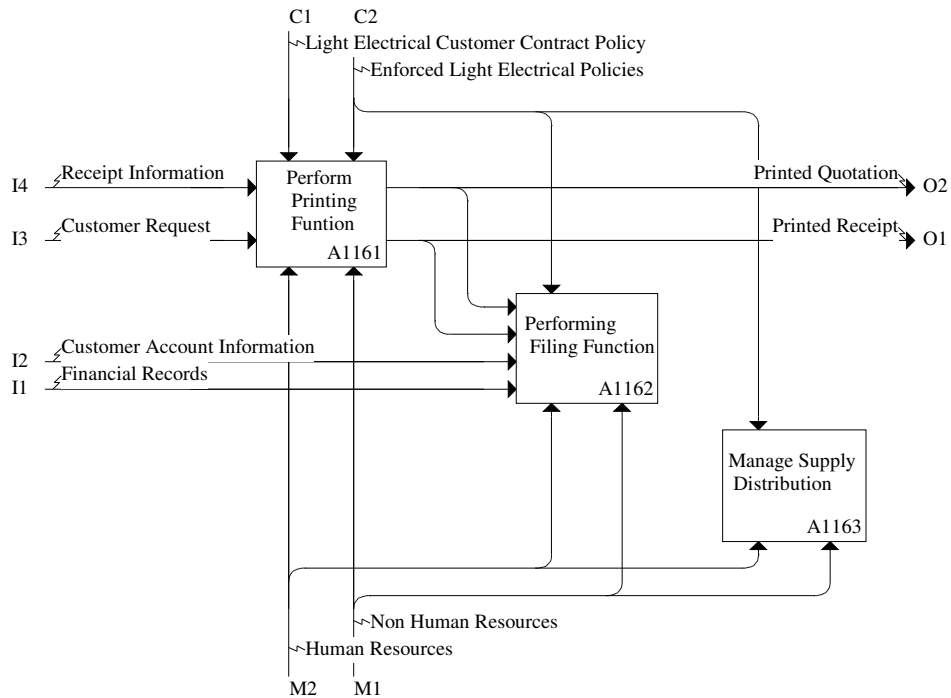 C1 C2
Light Electrical Customer Contract Policy
Enforced Light Electrical Policies
I4 Receipt Information
Perform
Printing
Funtion
A1161
Printed Quotation O2
I3 Customer Request
Printed Receipt O1
Performing
Filing Function
A1162
I2 Customer Account Information
I1 Financial Records
Manage Supply
Distribution
A1163
Non Human Resources
Human Resources
M2 M1